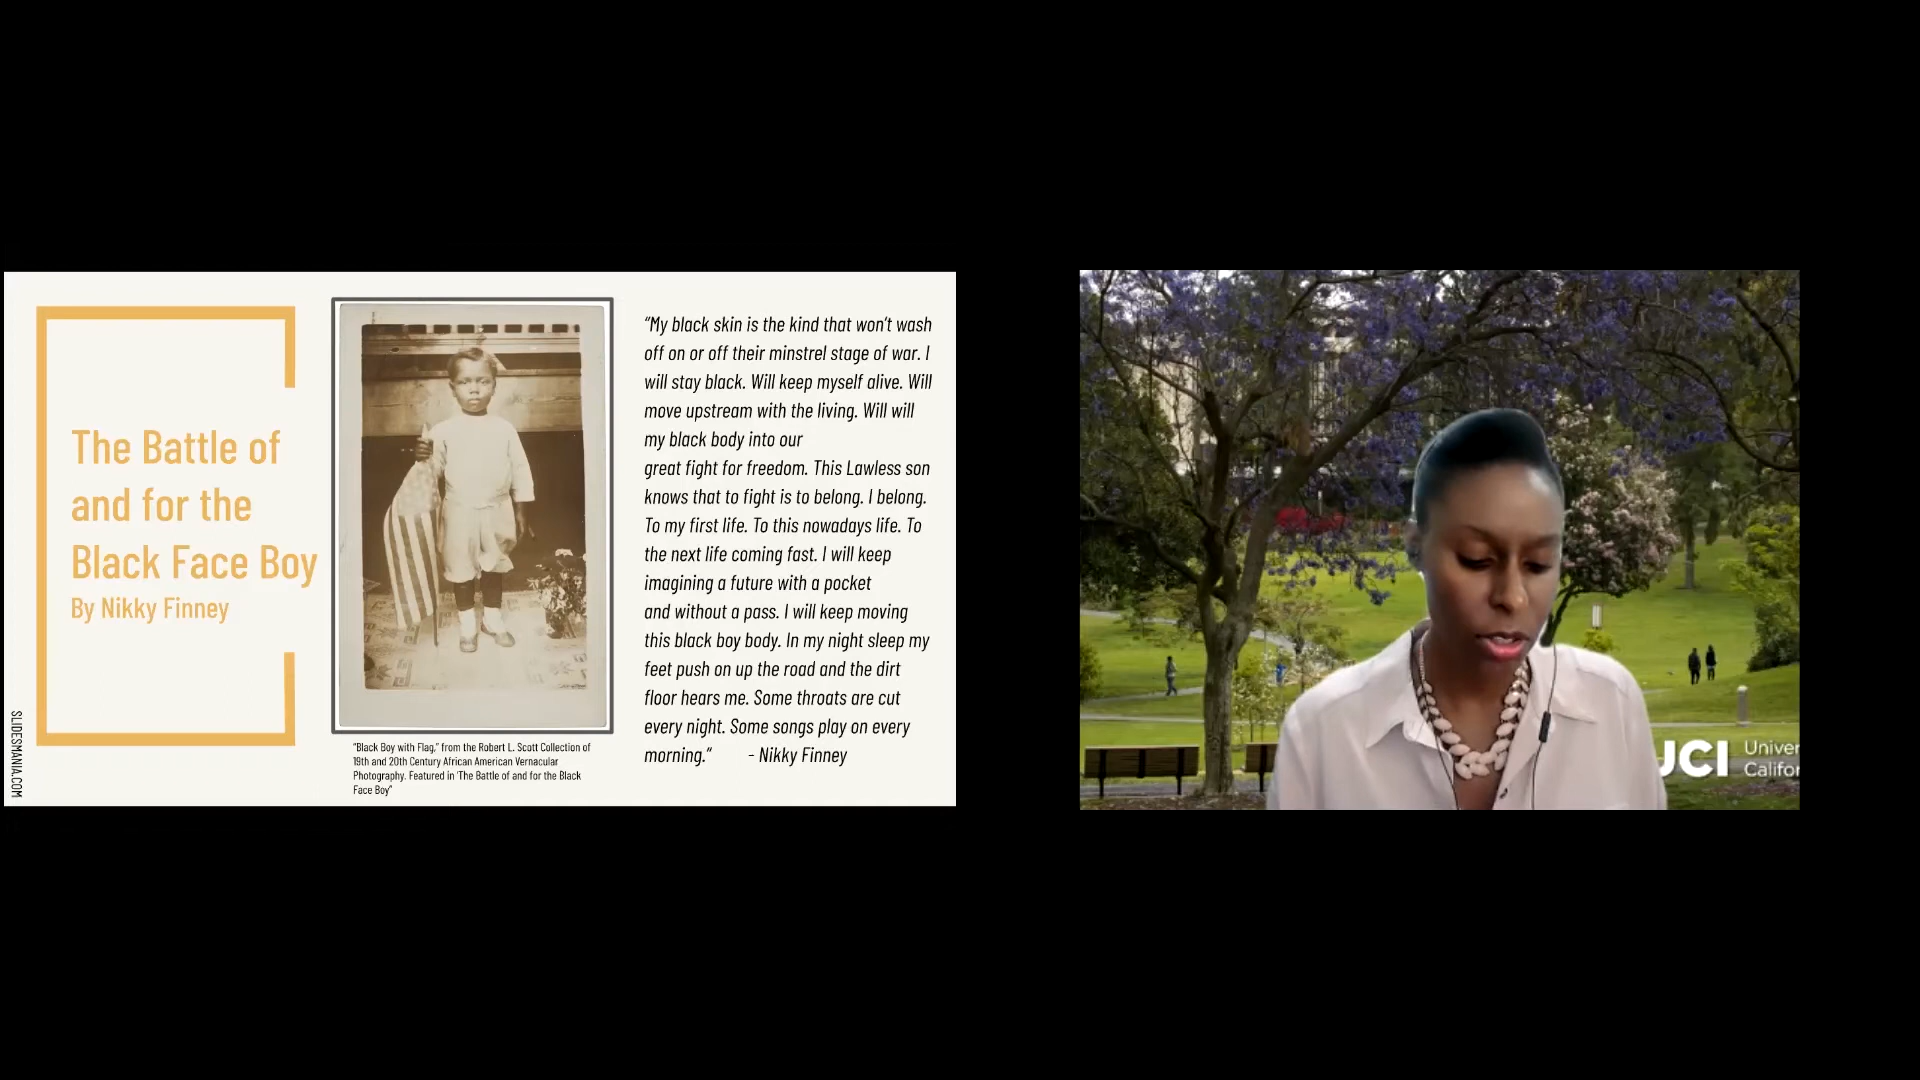 The Battle of
and for the
Black Face Boy
By Nikky Finney
SLIDESMANIA.COM
"Black Boy with Flag," from the Robert L. Scott Collection of
19th and 20th Century African American Vernacular
Photography. Featured in 'The Battle of and for the Black
Face Boy"
“My black skin is the kind that won’t wash
off on or off their minstrel stage of war. I
will stay black. Will keep myself alive. Will
move upstream with the living. Will will
my black body into our
great fight for freedom. This Lawless son
knows that to fight is to belong. I belong.
To my first life. To this nowadays life. To
the next life coming fast. I will keep
imagining a future with a pocket
and without a pass. I will keep moving
this black boy body. In my night sleep my
feet push on up the road and the dirt
floor hears me. Some throats are cut
every night. Some songs play on every
morning.” - Nikky Finney
UCI
Univer
Califor